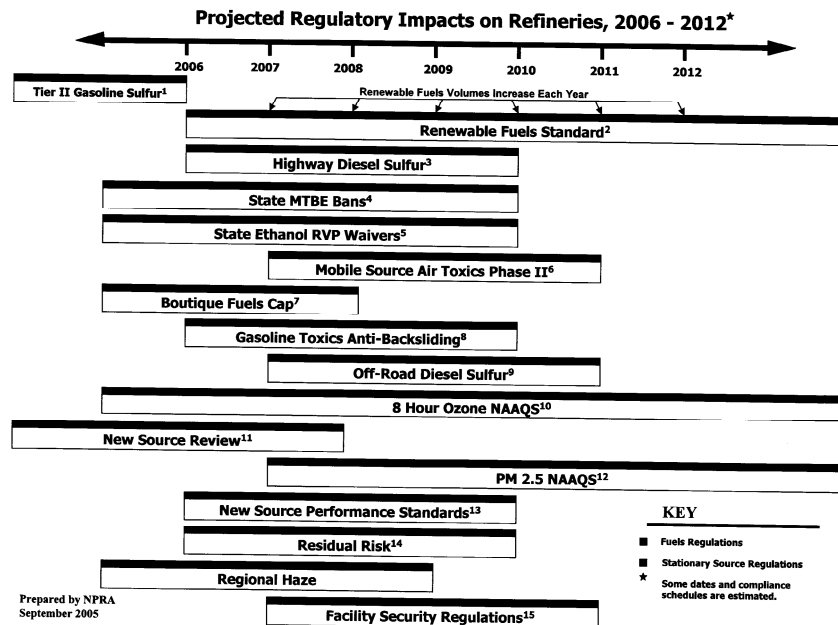 Projected Regulatory Impacts on Refineries, 2006 - 2012★
2006 2007 2008 2009 2010 2011 2012
Tier II Gasoline Sulfur¹
Renewable Fuels Volumes Increase Each Year
Renewable Fuels Standard²
Highway Diesel Sulfur³
State MTBE Bans⁴
State Ethanol RVP Waivers⁵
Mobile Source Air Toxics Phase II⁶
Boutique Fuels Cap⁷
Gasoline Toxics Anti-Backsliding⁸
Off-Road Diesel Sulfur⁹
8 Hour Ozone NAAQS¹⁰
New Source Review¹¹
PM 2.5 NAAQS¹²
New Source Performance Standards¹³
Residual Risk¹⁴
Regional Haze
Facility Security Regulations¹⁵
KEY
■ Fuels Regulations
■ Stationary Source Regulations
★ Some dates and compliance
schedules are estimated.
Prepared by NPRA
September 2005